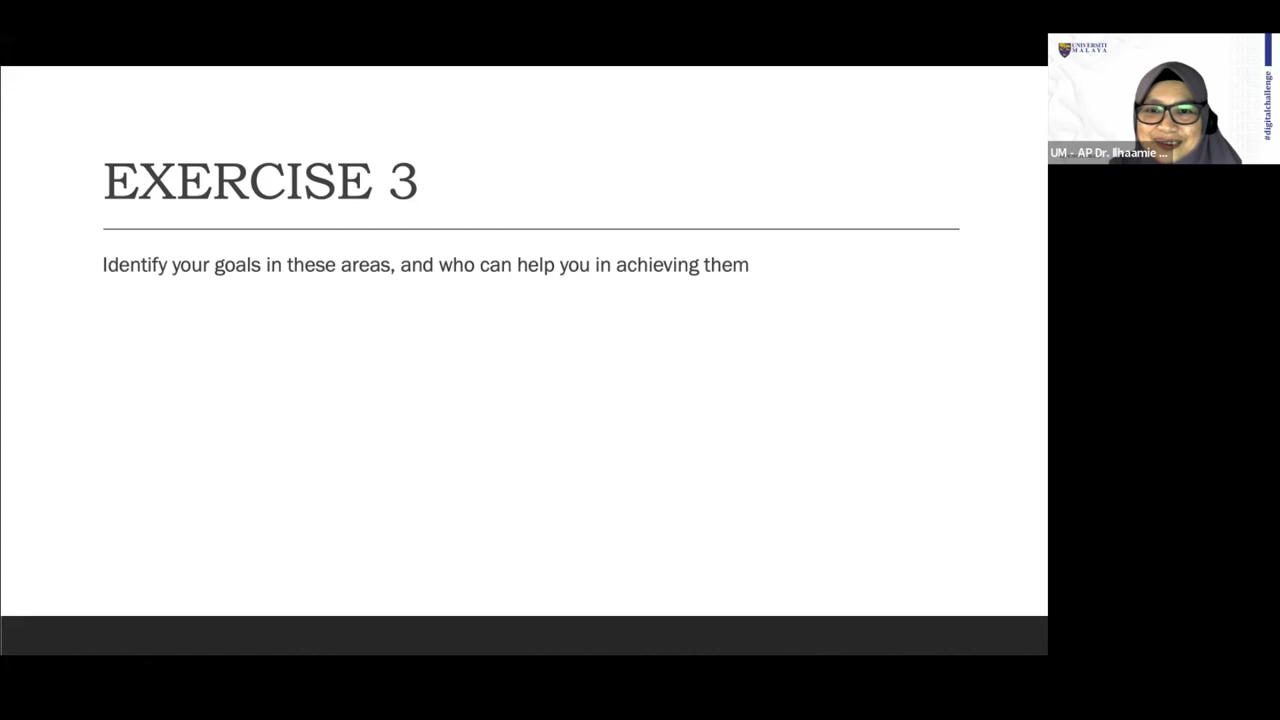 EXERCISE 3
Identify your goals in these areas, and who can help you in achieving them
UNIVERSITI
MALAYA
#digitalchallenge
UM - AP Dr. Ilhaamie ...